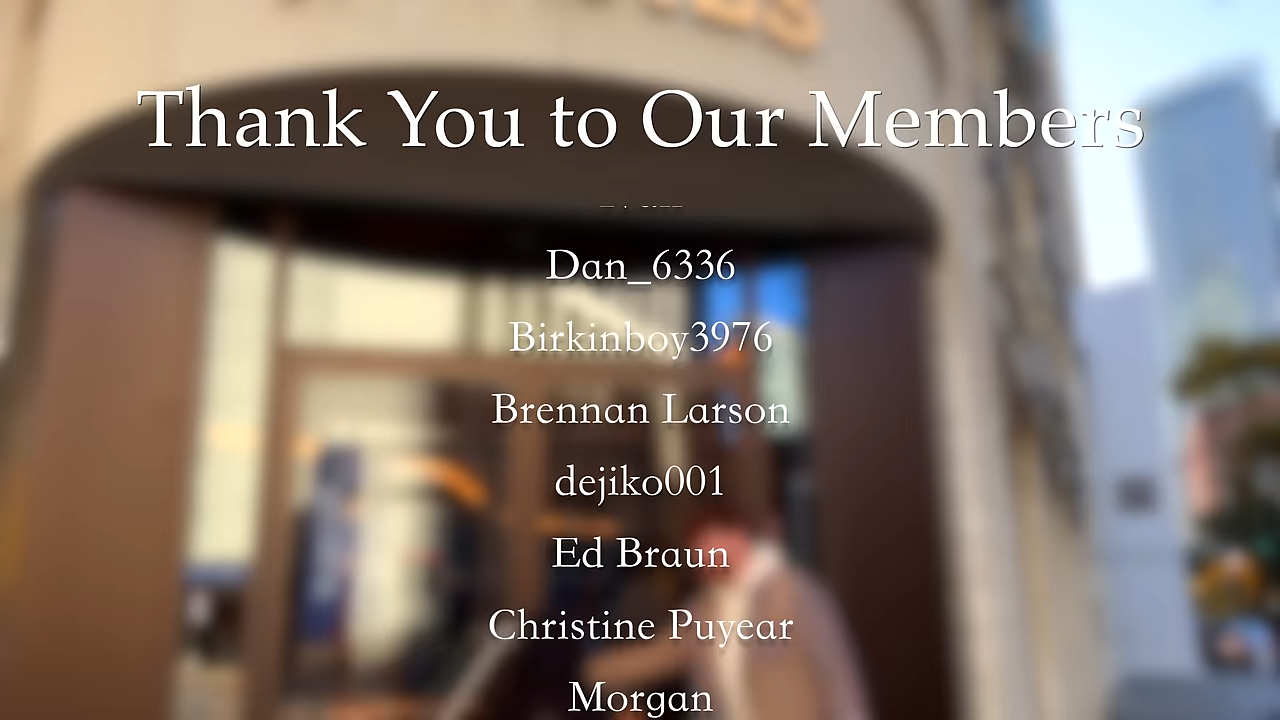 Thank You to Our Members
Dan_6336
Birkinboy3976
Brennan Larson
dejiko001
Ed Braun
Christine Puyear
Morgan